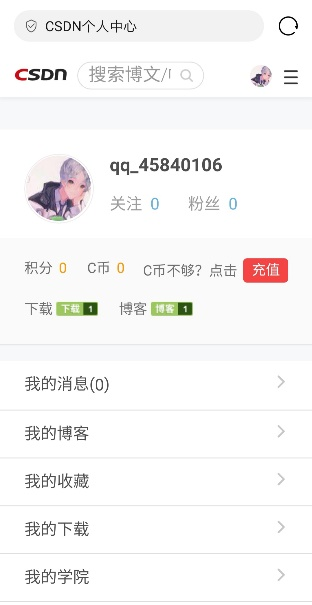 CSDN个人中心
CSDN 搜索博文/
qq_45840106
关注 0 粉丝 0
积分 0 C币 0 C币不够？点击 充值
下载 下载 1 博客 博客 1
我的消息(0)
我的博客
我的收藏
我的下载
我的学院